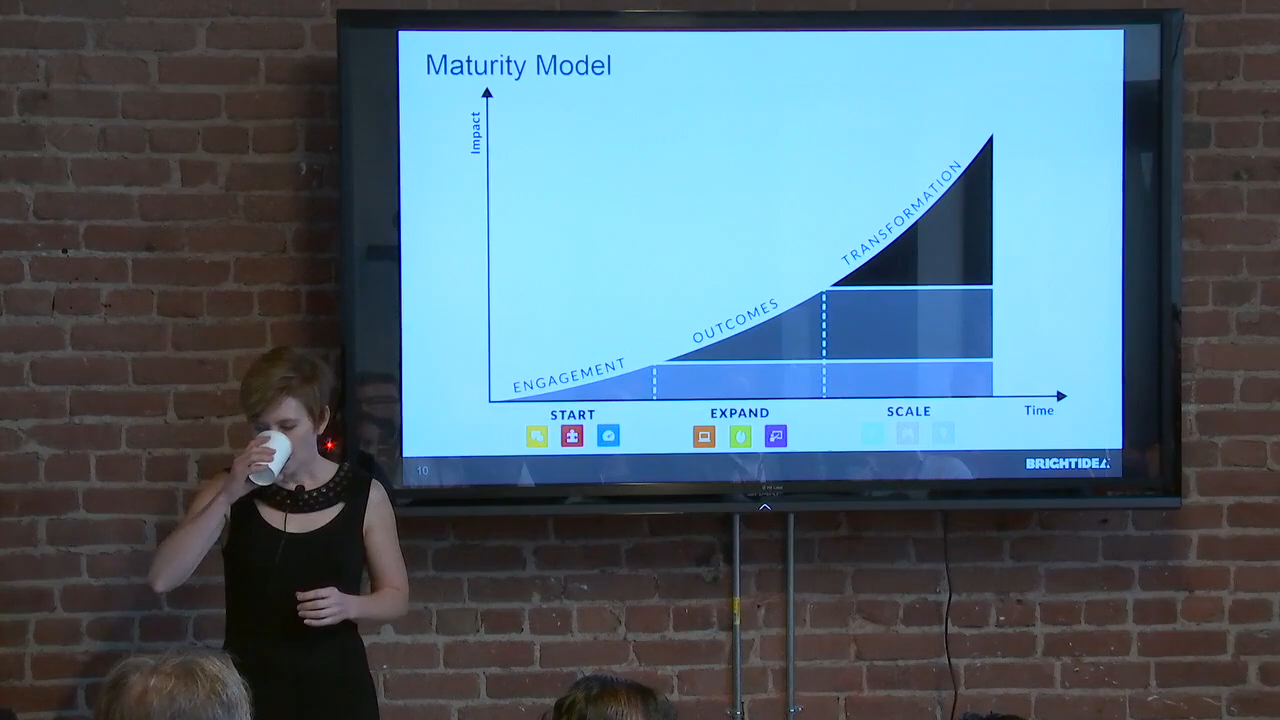 Maturity Model
Impact
TRANSFORMATION
OUTCOMES
ENGAGEMENT
START
EXPAND
SCALE
Time
10
BRIGHTIDEA